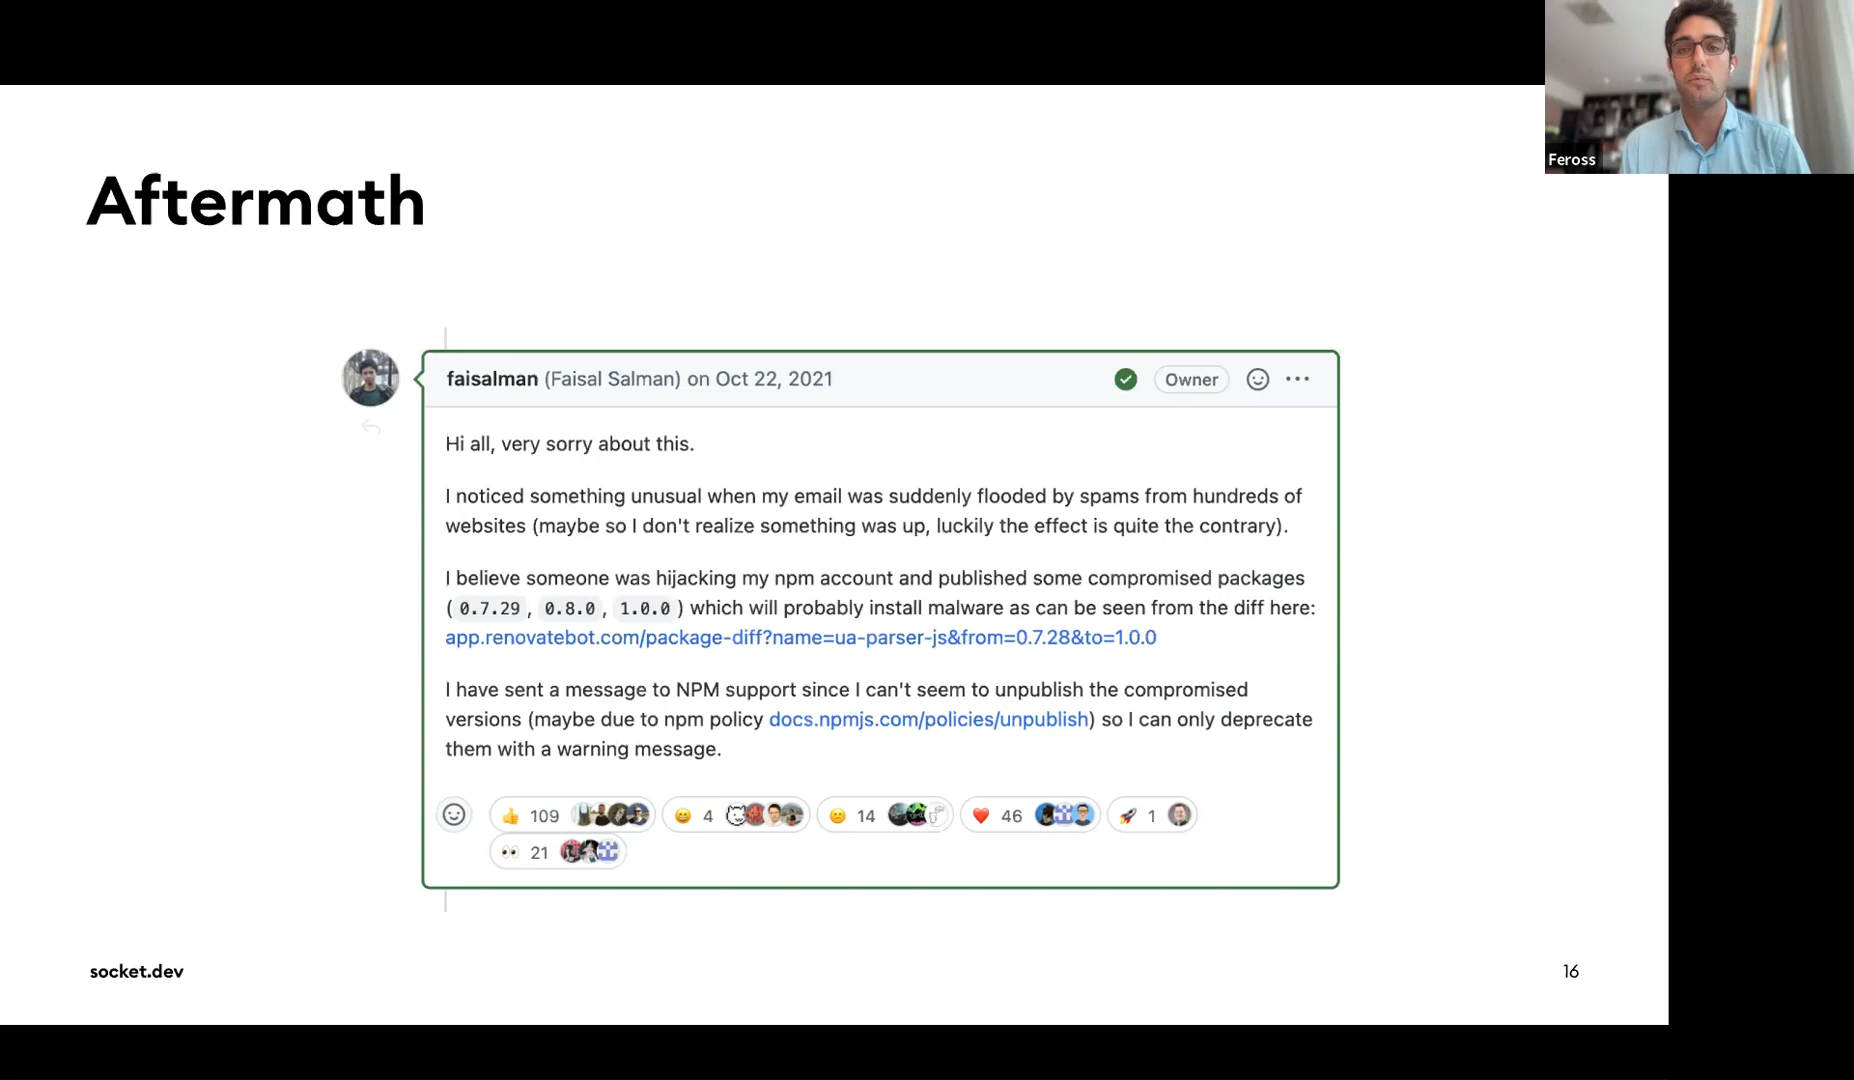 Feross
Aftermath
faisalman (Faisal Salman) on Oct 22, 2021
Owner
Hi all, very sorry about this.
I noticed something unusual when my email was suddenly flooded by spams from hundreds of
websites (maybe so I don't realize something was up, luckily the effect is quite the contrary).
I believe someone was hijacking my npm account and published some compromised packages
( 0.7.29 , 0.8.0 , 1.0.0 ) which will probably install malware as can be seen from the diff here:
app.renovatebot.com/package-diff?name=ua-parser-js&from=0.7.28&to=1.0.0
I have sent a message to NPM support since I can't seem to unpublish the compromised
versions (maybe due to npm policy docs.npmjs.com/policies/unpublish) so I can only deprecate
them with a warning message.
👍 109 😄 4 😕 14 ❤️ 46 🚀 1
👀 21
socket.dev
16